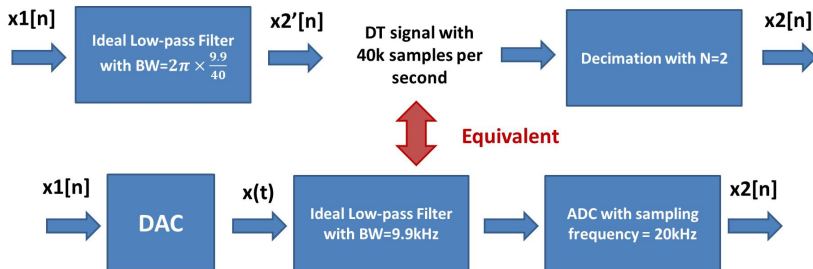 x1[n]
Ideal Low-pass Filter
with BW=2π × 9.9/40
x2'[n]
DT signal with
40k samples per
second
Decimation with N=2
x2[n]
Equivalent
x1[n]
DAC
x(t)
Ideal Low-pass Filter
with BW=9.9kHz
ADC with sampling
frequency = 20kHz
x2[n]